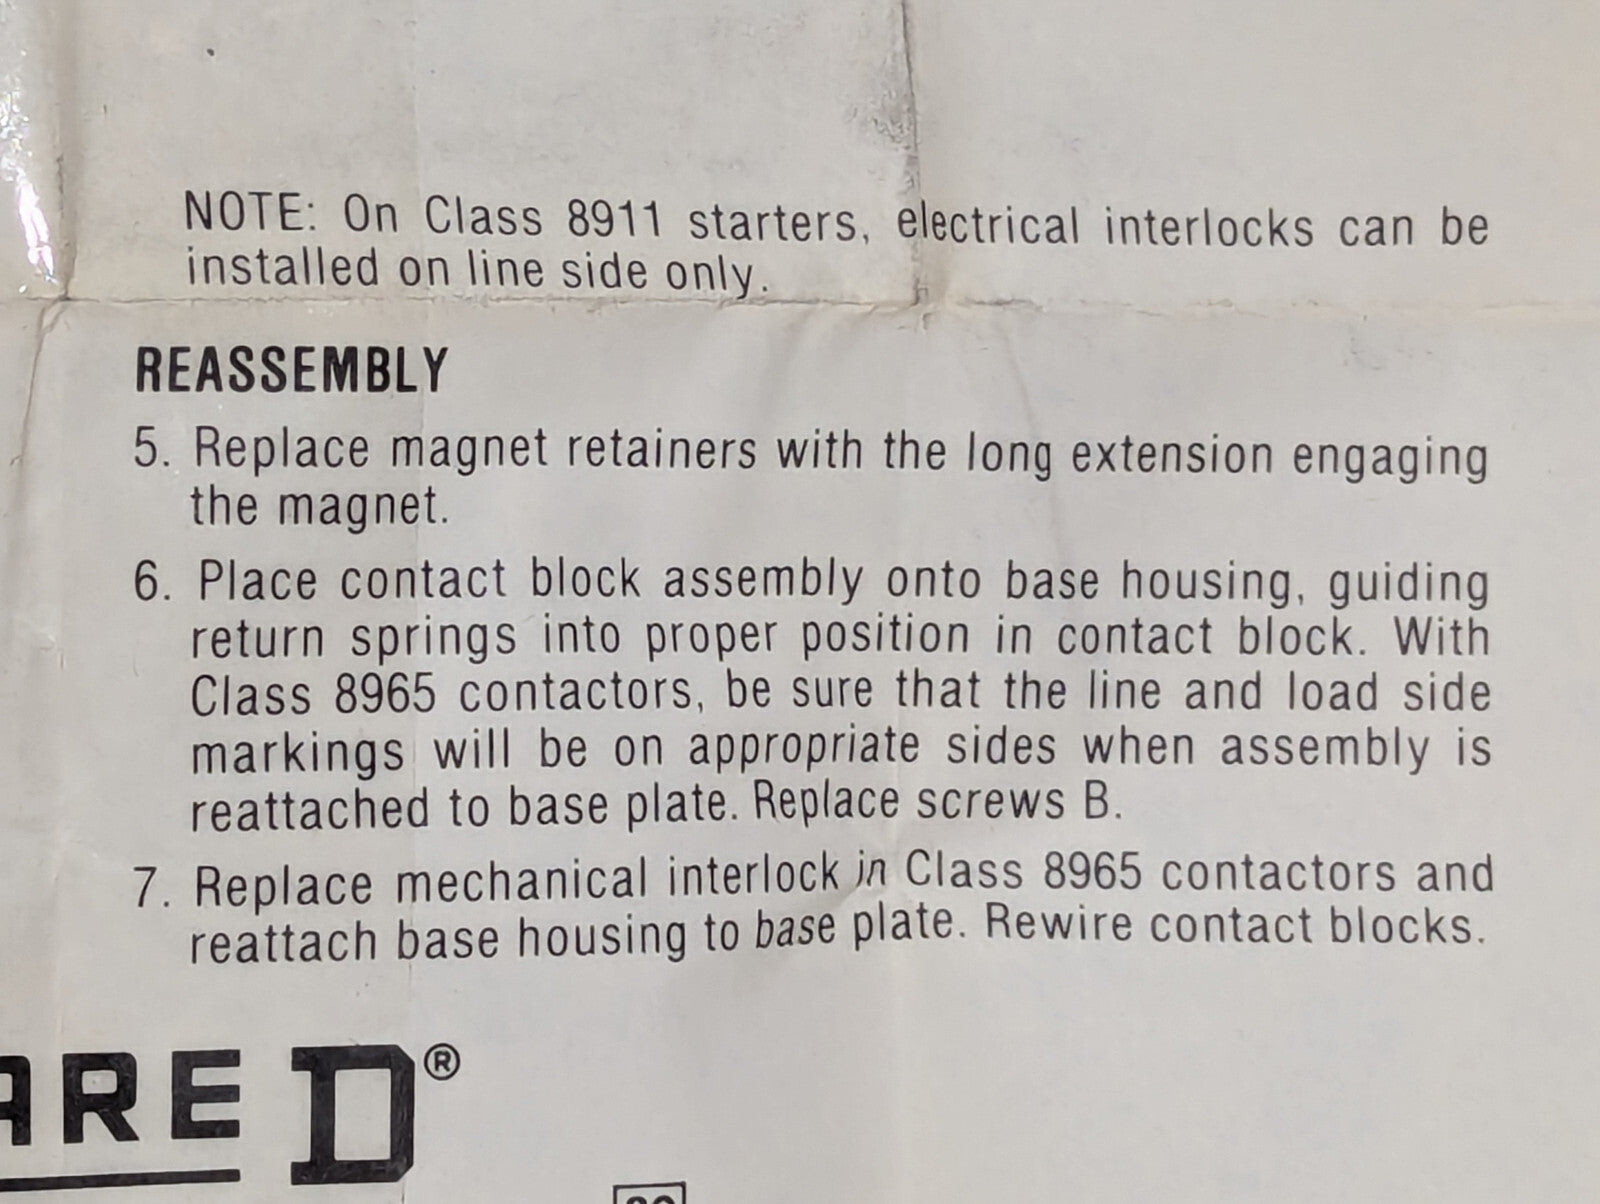 NOTE: On Class 8911 starters, electrical interlocks can be
installed on line side only.
REASSEMBLY
5. Replace magnet retainers with the long extension engaging
the magnet.
6. Place contact block assembly onto base housing, guiding
return springs into proper position in contact block. With
Class 8965 contactors, be sure that the line and load side
markings will be on appropriate sides when assembly is
reattached to base plate. Replace screws B.
7. Replace mechanical interlock in Class 8965 contactors and
reattach base housing to base plate. Rewire contact blocks.
ARE D®